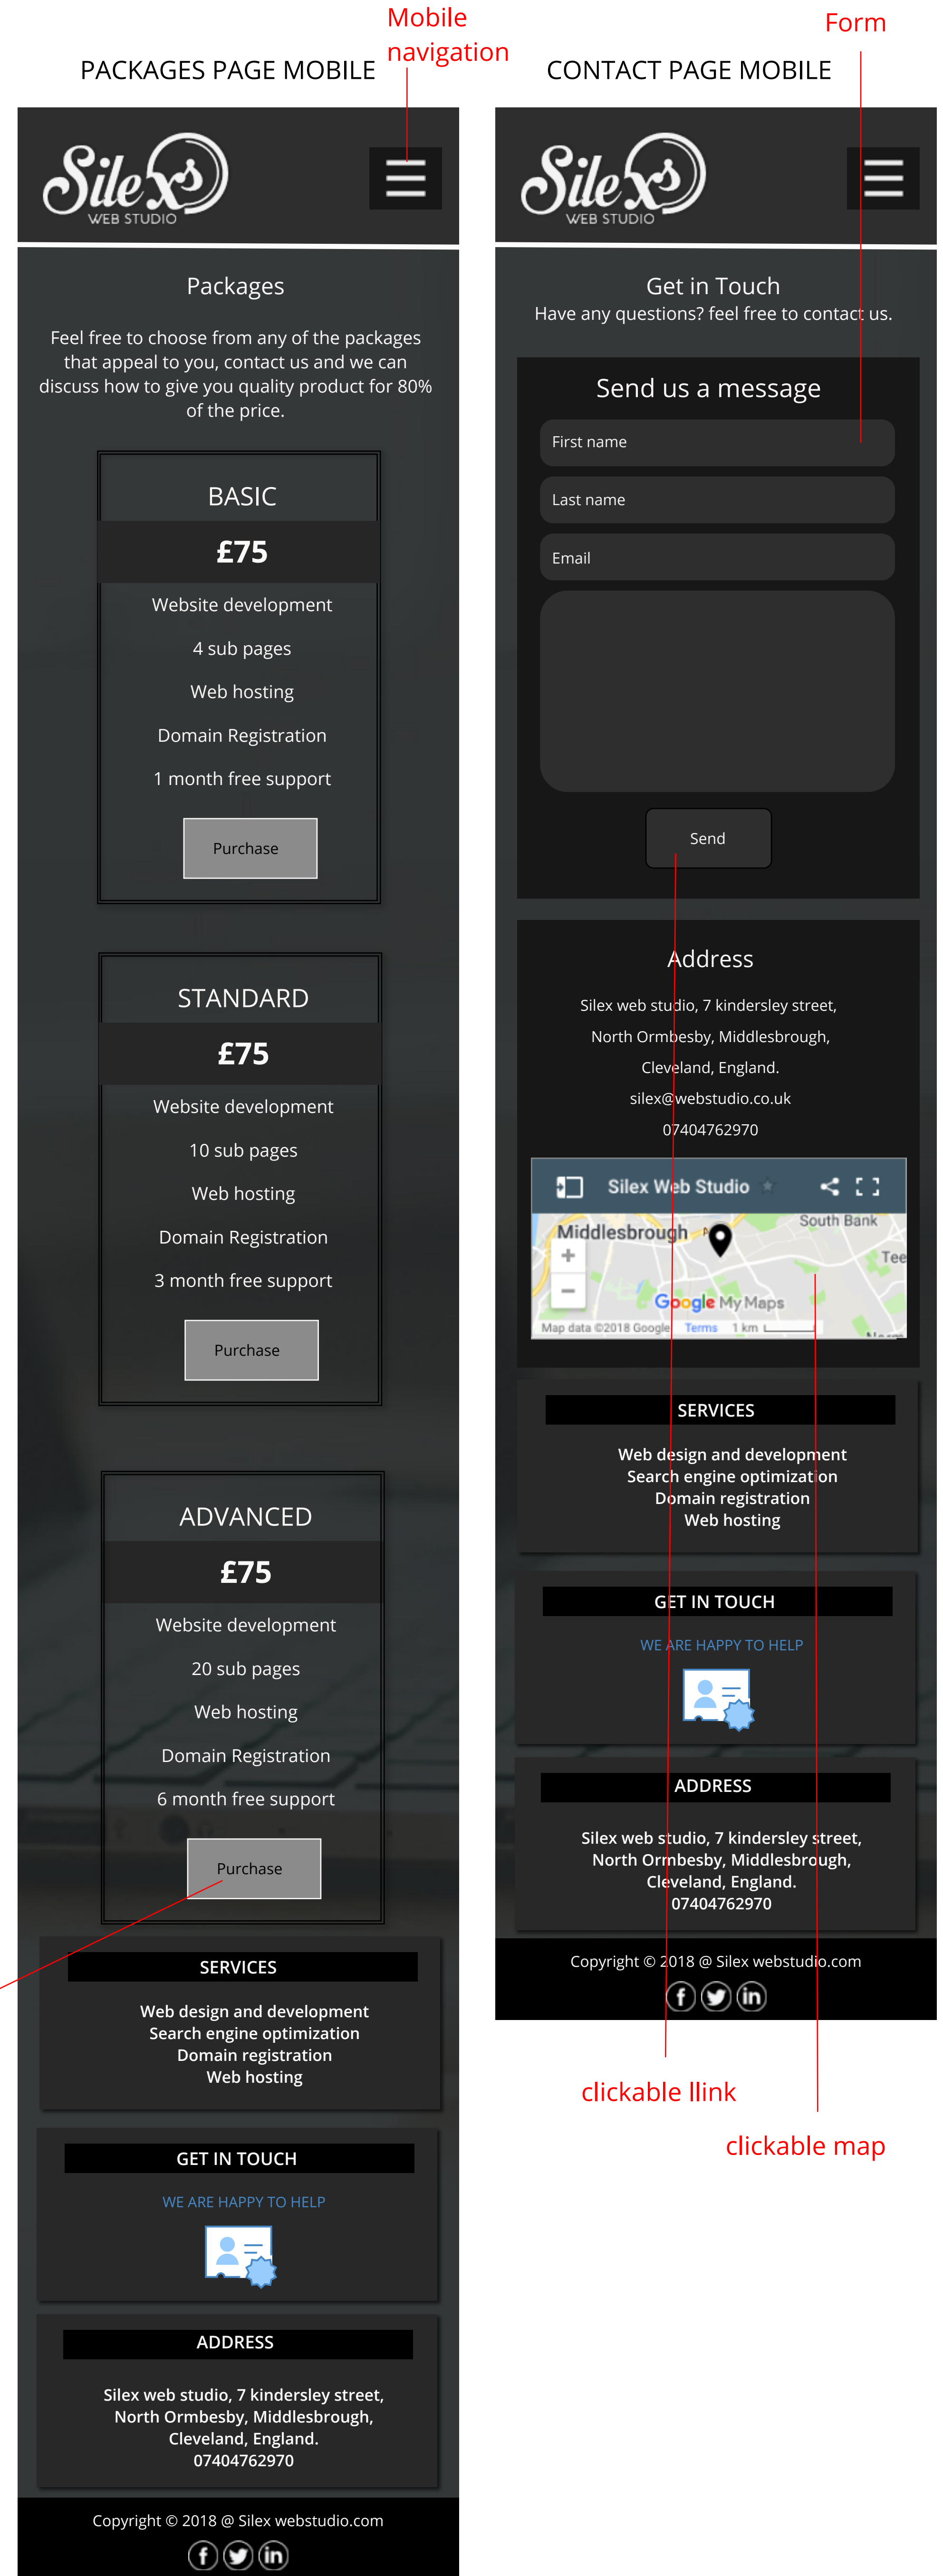 Mobile
navigation
Form
PACKAGES PAGE MOBILE
CONTACT PAGE MOBILE
Silex s
WEB STUDIO
Packages
Feel free to choose from any of the packages
that appeal to you, contact us and we can
discuss how to give you quality product for 80%
of the price.
BASIC
£75
Website development
4 sub pages
Web hosting
Domain Registration
1 month free support
Purchase
STANDARD
£75
Website development
10 sub pages
Web hosting
Domain Registration
3 month free support
Purchase
ADVANCED
£75
Website development
20 sub pages
Web hosting
Domain Registration
6 month free support
Purchase
SERVICES
Web design and development
Search engine optimization
Domain registration
Web hosting
GET IN TOUCH
WE ARE HAPPY TO HELP
ADDRESS
Silex web studio, 7 kindersley street,
North Ormbesby, Middlesbrough,
Cleveland, England.
07404762970
Copyright © 2018 @ Silex webstudio.com
f in
Silex s
WEB STUDIO
Get in Touch
Have any questions? feel free to contact us.
Send us a message
First name
Last name
Email
Send
Address
Silex web studio, 7 kindersley street,
North Ormbesby, Middlesbrough,
Cleveland, England.
silex@webstudio.co.uk
07404762970
Silex Web Studio
South Bank
Middlesbrough
Tee
Google My Maps
Map data ©2018 Google Terms 1 km
SERVICES
Web design and development
Search engine optimization
Domain registration
Web hosting
GET IN TOUCH
WE ARE HAPPY TO HELP
ADDRESS
Silex web studio, 7 kindersley street,
North Ormbesby, Middlesbrough,
Cleveland, England.
07404762970
Copyright © 2018 @ Silex webstudio.com
f in
clickable llink
clickable map